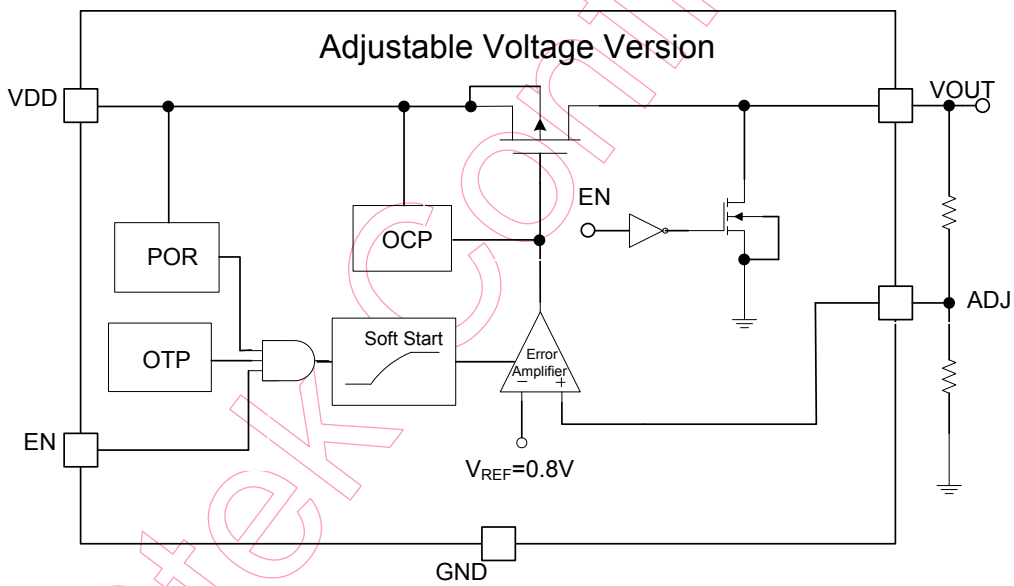 Adjustable Voltage Version
VDD
VOUT
EN
OCP
POR
ADJ
Soft Start
OTP
Error
Amplifier
− +
EN
VREF=0.8V
GND